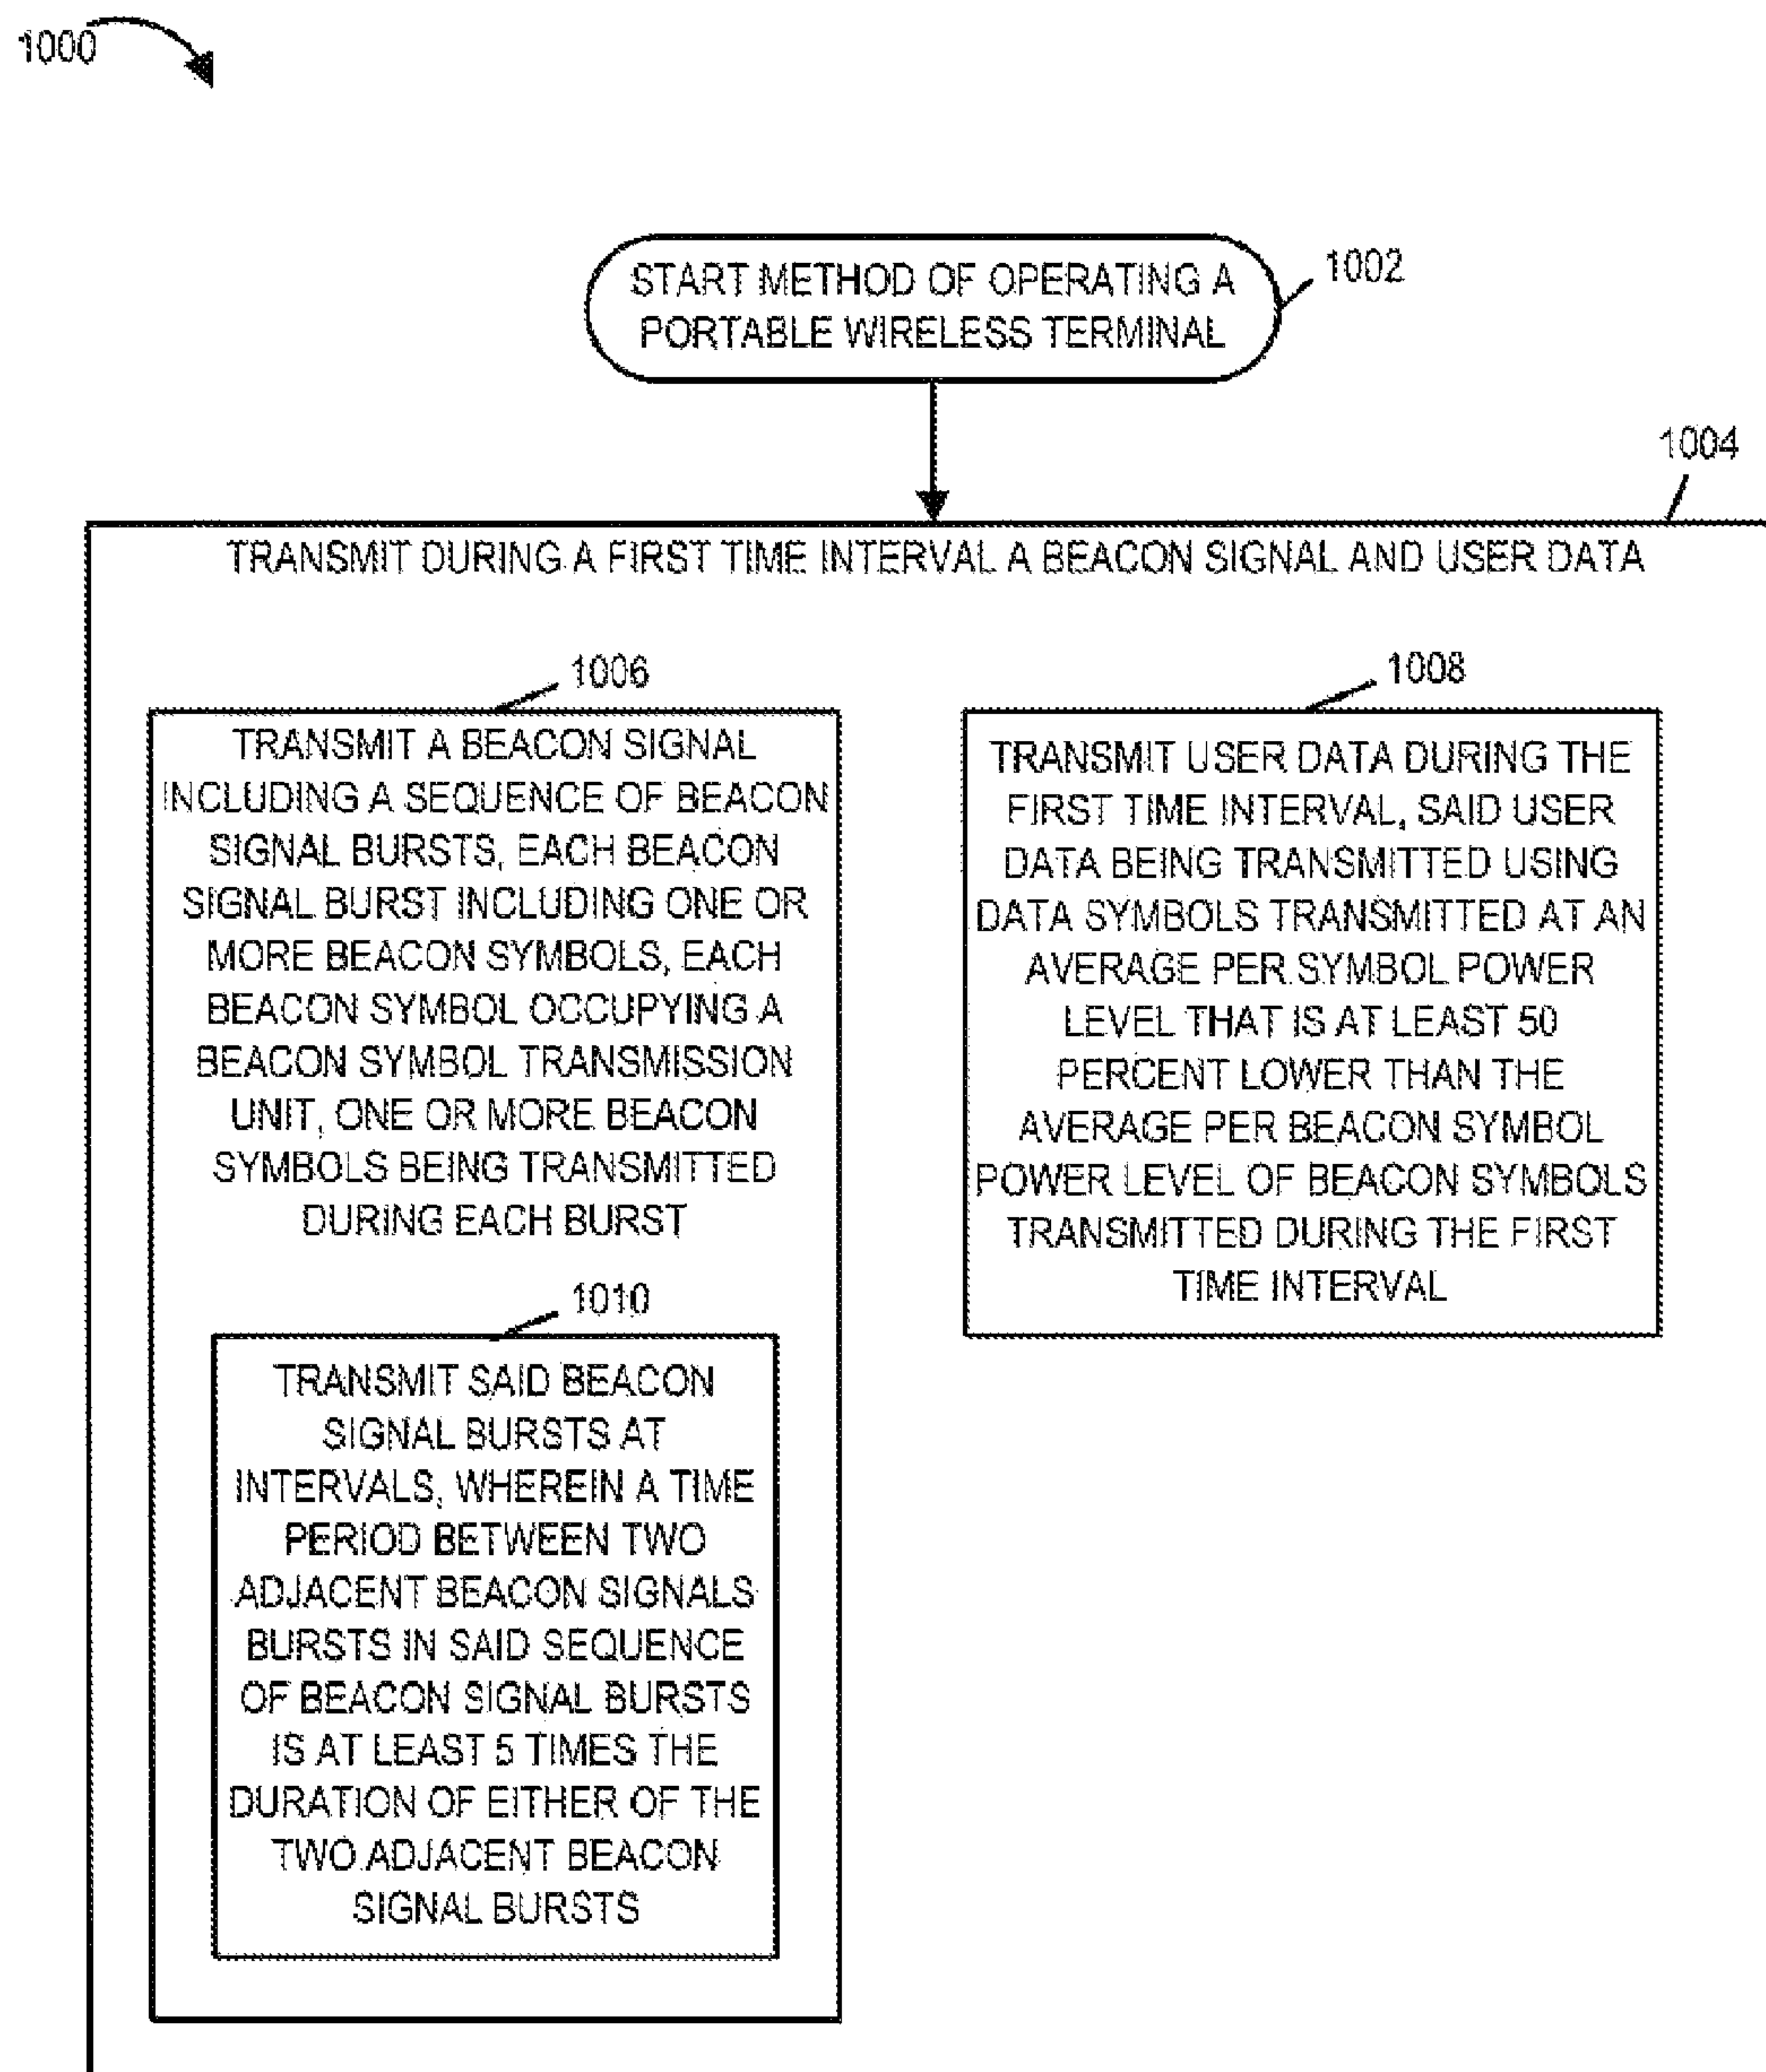 1000
START METHOD OF OPERATING A
PORTABLE WIRELESS TERMINAL
1002
1004
TRANSMIT DURING A FIRST TIME INTERVAL A BEACON SIGNAL AND USER DATA
1006
TRANSMIT A BEACON SIGNAL
INCLUDING A SEQUENCE OF BEACON
SIGNAL BURSTS, EACH BEACON
SIGNAL BURST INCLUDING ONE OR
MORE BEACON SYMBOLS, EACH
BEACON SYMBOL OCCUPYING A
BEACON SYMBOL TRANSMISSION
UNIT, ONE OR MORE BEACON
SYMBOLS BEING TRANSMITTED
DURING EACH BURST
1010
TRANSMIT SAID BEACON
SIGNAL BURSTS AT
INTERVALS, WHEREIN A TIME
PERIOD BETWEEN TWO
ADJACENT BEACON SIGNALS
BURSTS IN SAID SEQUENCE
OF BEACON SIGNAL BURSTS
IS AT LEAST 5 TIMES THE
DURATION OF EITHER OF THE
TWO ADJACENT BEACON
SIGNAL BURSTS
1008
TRANSMIT USER DATA DURING THE
FIRST TIME INTERVAL, SAID USER
DATA BEING TRANSMITTED USING
DATA SYMBOLS TRANSMITTED AT AN
AVERAGE PER SYMBOL POWER
LEVEL THAT IS AT LEAST 50
PERCENT LOWER THAN THE
AVERAGE PER BEACON SYMBOL
POWER LEVEL OF BEACON SYMBOLS
TRANSMITTED DURING THE FIRST
TIME INTERVAL